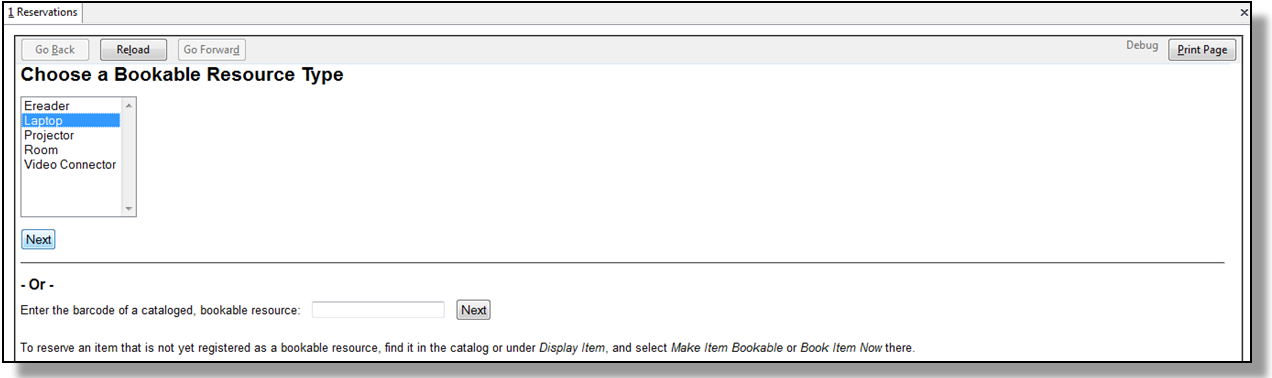 1 Reservations
Go Back Reload Go Forward Debug Print Page
Choose a Bookable Resource Type
Ereader
Laptop
Projector
Room
Video Connector
Next
- Or -
Enter the barcode of a cataloged, bookable resource: Next
To reserve an item that is not yet registered as a bookable resource, find it in the catalog or under Display Item, and select Make Item Bookable or Book Item Now there.